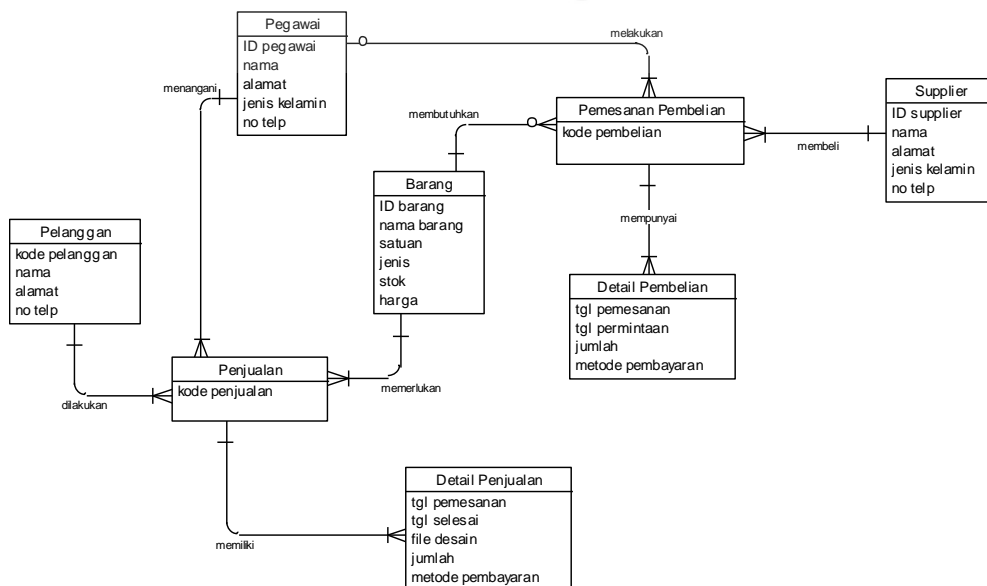 Pegawai
ID pegawai
nama
alamat
jenis kelamin
no telp
melakukan
menangani
membutuhkan
Pemesanan Pembelian
kode pembelian
membeli
Supplier
ID supplier
nama
alamat
jenis kelamin
no telp
Barang
ID barang
nama barang
satuan
jenis
stok
harga
mempunyai
Pelanggan
kode pelanggan
nama
alamat
no telp
Detail Pembelian
tgl pemesanan
tgl permintaan
jumlah
metode pembayaran
Penjualan
kode penjualan
memerlukan
dilakukan
Detail Penjualan
tgl pemesanan
tgl selesai
file desain
jumlah
metode pembayaran
memiliki